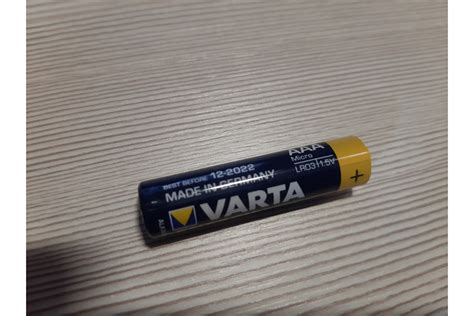 BEST BEFORE 12-2022
MADE IN GERMANY
VARTA
AAA
Micro
LR03 1.5V
+